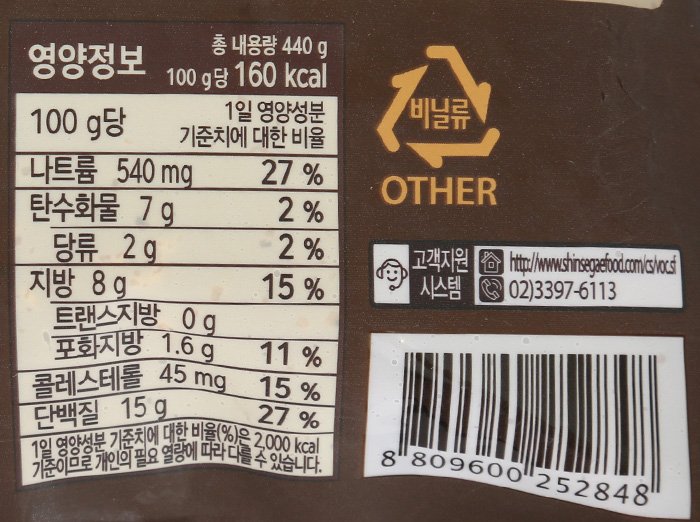 영양정보
총 내용량 440 g
100 g당 160 kcal
100 g당
1일 영양성분
기준치에 대한 비율
나트륨 540 mg 27 %
탄수화물 7 g 2 %
당류 2 g 2 %
지방 8 g 15 %
트랜스지방 0 g
포화지방 1.6 g 11 %
콜레스테롤 45 mg 15 %
단백질 15 g 27 %
1일 영양성분 기준치에 대한 비율(%)은 2,000 kcal
기준이므로 개인의 필요 열량에 따라 다를 수 있습니다.
비닐류
OTHER
고객지원
시스템
http://www.shinsegaefood.com/cs/voc.sf
02)3397-6113
8 809600 252848